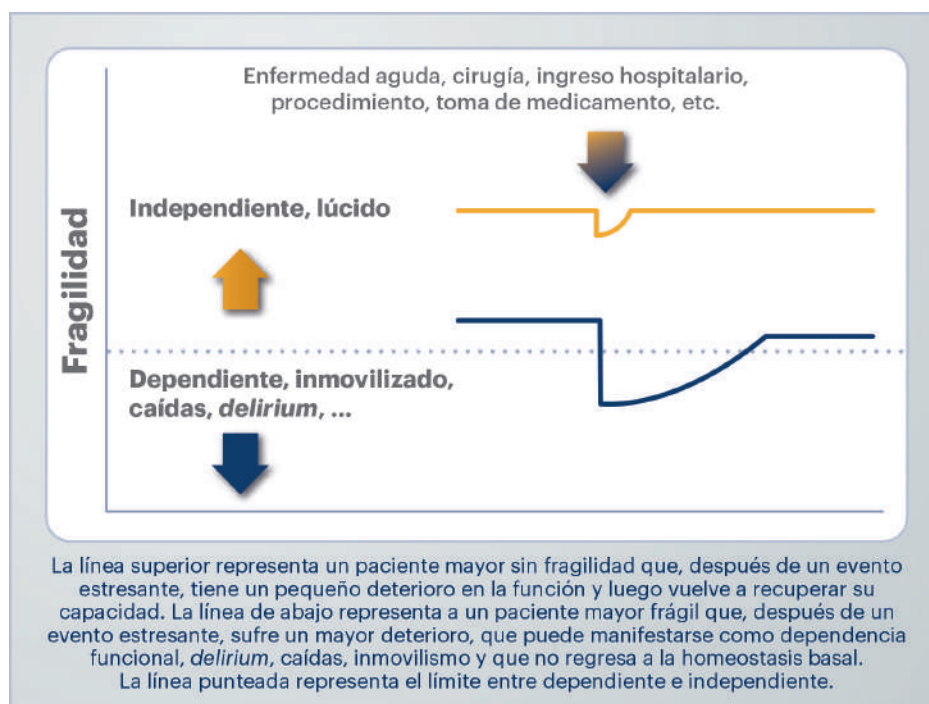 Enfermedad aguda, cirugía, ingreso hospitalario,
procedimiento, toma de medicamento, etc.
Fragilidad
Independiente, lúcido
Dependiente, inmovilizado,
caídas, delirium, ...
La línea superior representa un paciente mayor sin fragilidad que, después de un evento
estresante, tiene un pequeño deterioro en la función y luego vuelve a recuperar su
capacidad. La línea de abajo representa a un paciente mayor frágil que, después de un
evento estresante, sufre un mayor deterioro, que puede manifestarse como dependencia
funcional, delirium, caídas, inmovilismo y que no regresa a la homeostasis basal.
La línea punteada representa el límite entre dependiente e independiente.